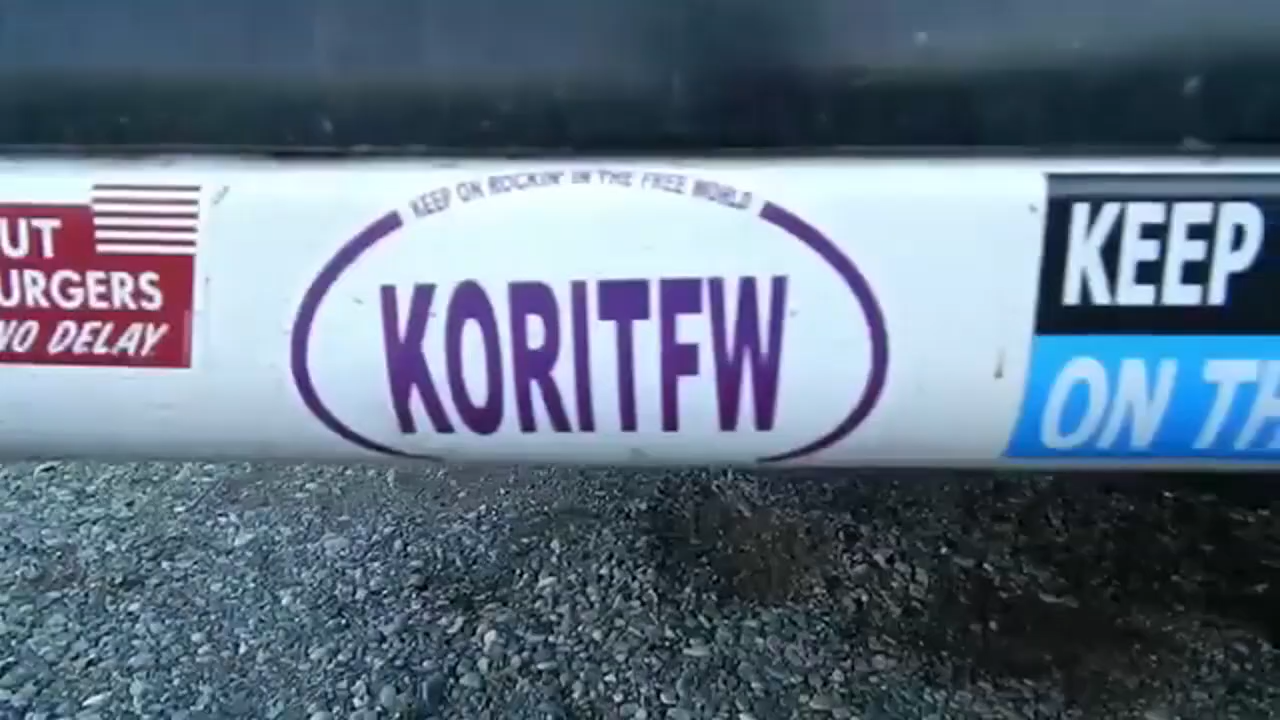 UT
URGERS
NO DELAY
KEEP ON ROCKIN' IN THE FREE WORLD
KORITFW
KEEP
ON TH